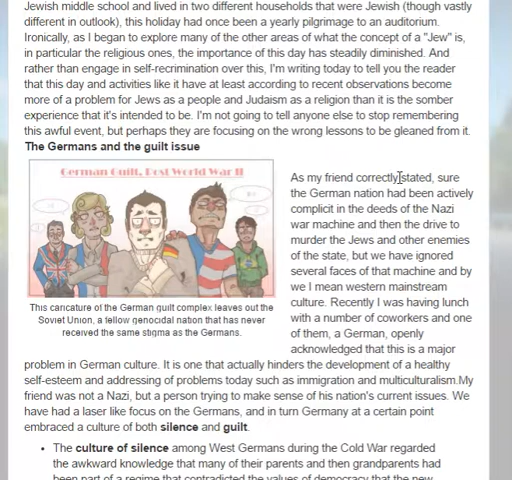 Jewish middle school and lived in two different households that were Jewish (though vastly
different in outlook), this holiday had once been a yearly pilgrimage to an auditorium.
Ironically, as I began to explore many of the other areas of what the concept of a "Jew" is,
in particular the religious ones, the importance of this day has steadily diminished. And
rather than engage in self-recrimination over this, I'm writing today to tell you the reader
that this day and activities like it have at least according to recent observations become
more of a problem for Jews as a people and Judaism as a religion than it is the somber
experience that it's intended to be. I'm not going to tell anyone else to stop remembering
this awful event, but perhaps they are focusing on the wrong lessons to be gleaned from it.
The Germans and the guilt issue
German Guilt, Post World War II
This caricature of the German guilt complex leaves out the
Soviet Union, a fellow genocidal nation that has never
received the same stigma as the Germans.
As my friend correctly stated, sure
the German nation had been actively
complicit in the deeds of the Nazi
war machine and then the drive to
murder the Jews and other enemies
of the state, but we have ignored
several faces of that machine and by
we I mean western mainstream
culture. Recently I was having lunch
with a number of coworkers and one
of them, a German, openly
acknowledged that this is a major
problem in German culture. It is one that actually hinders the development of a healthy
self-esteem and addressing of problems today such as immigration and multiculturalism.My
friend was not a Nazi, but a person trying to make sense of his nation's current issues. We
have had a laser like focus on the Germans, and in turn Germany at a certain point
embraced a culture of both silence and guilt.
• The culture of silence among West Germans during the Cold War regarded
the awkward knowledge that many of their parents and then grandparents had
been part of a regime that contradicted the values of democracy that the new